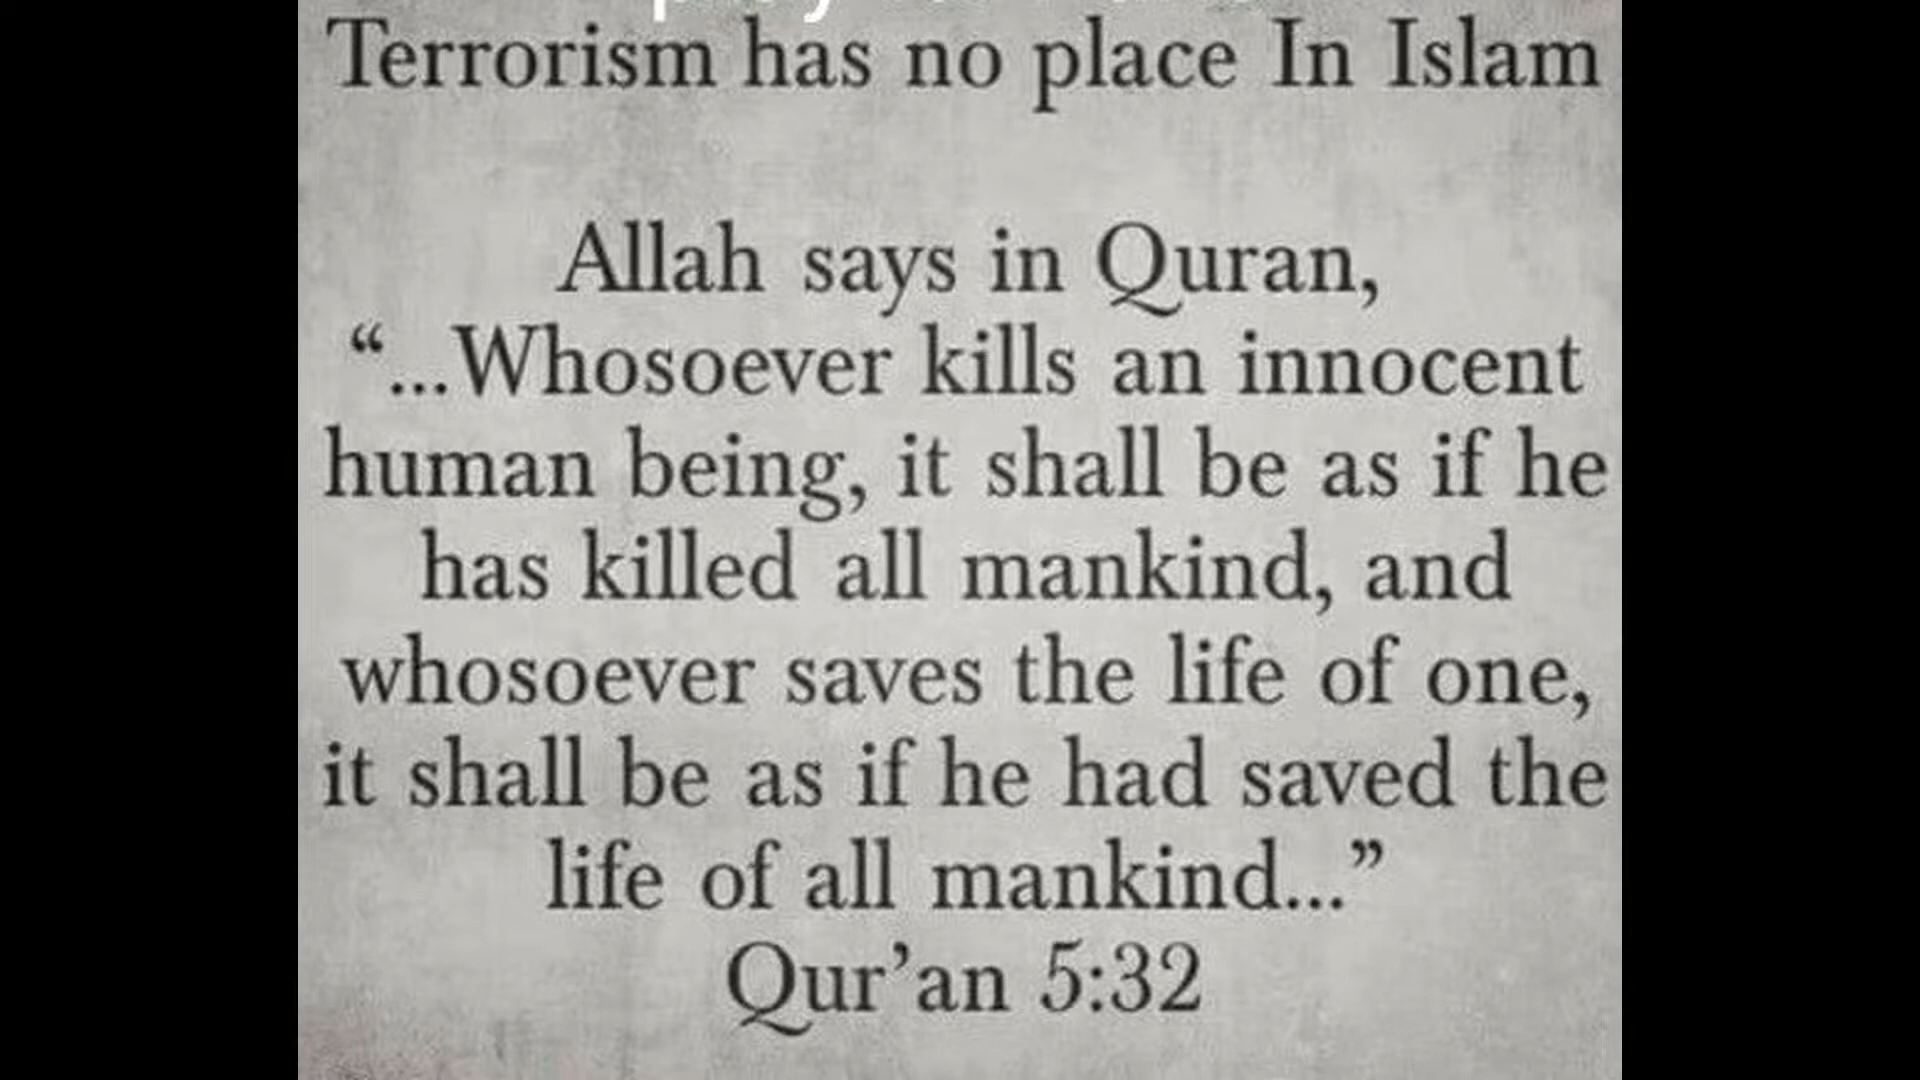 Terrorism has no place In Islam
Allah says in Quran,
“...Whosoever kills an innocent
human being, it shall be as if he
has killed all mankind, and
whosoever saves the life of one,
it shall be as if he had saved the
life of all mankind...”
Qur’an 5:32